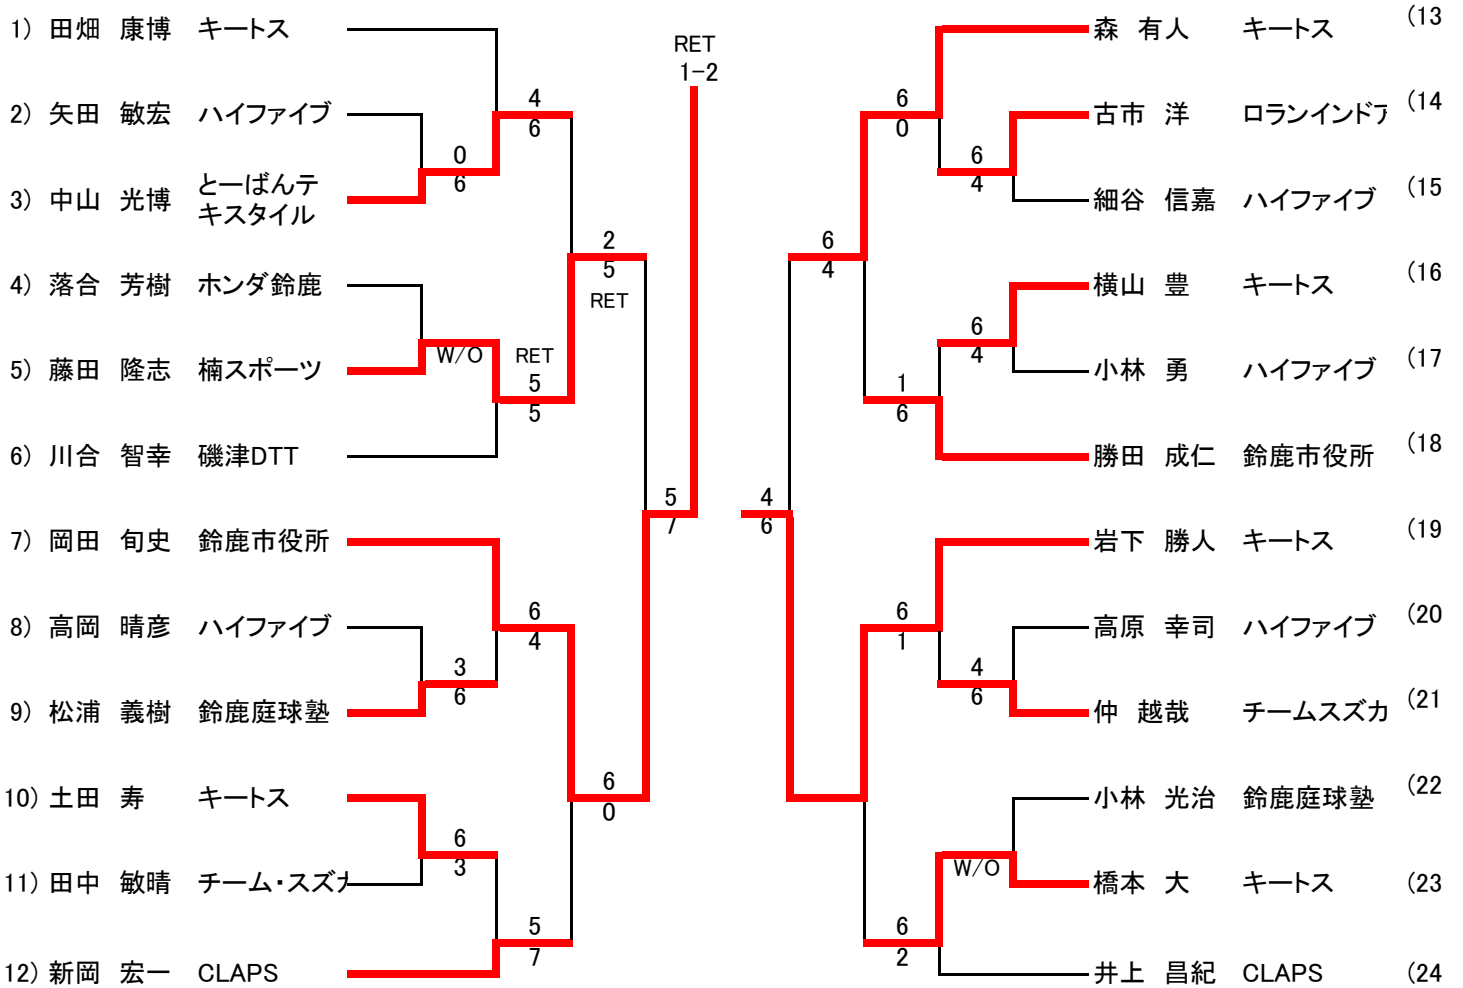 1) 田畑 康博 キートス
2) 矢田 敏宏 ハイファイブ
3) 中山 光博 とーばんテ
キスタイル
4) 落合 芳樹 ホンダ鈴鹿
5) 藤田 隆志 楠スポーツ
6) 川合 智幸 磯津DTT
7) 岡田 旬史 鈴鹿市役所
8) 高岡 晴彦 ハイファイブ
9) 松浦 義樹 鈴鹿庭球塾
10) 土田 寿 キートス
11) 田中 敏晴 チーム・スズカ
12) 新岡 宏一 CLAPS
0
6
W/O
3
6
6
3
4
6
RET
5
5
6
4
5
7
2
5
RET
6
0
5
7
RET
1-2
4
6
6
4
6
0
1
6
6
1
6
2
6
4
6
4
4
6
W/O
森 有人 キートス (13
古市 洋 ロランインドア (14
細谷 信嘉 ハイファイブ (15
横山 豊 キートス (16
小林 勇 ハイファイブ (17
勝田 成仁 鈴鹿市役所 (18
岩下 勝人 キートス (19
高原 幸司 ハイファイブ (20
仲 越哉 チームスズカ (21
小林 光治 鈴鹿庭球塾 (22
橋本 大 キートス (23
井上 昌紀 CLAPS (24